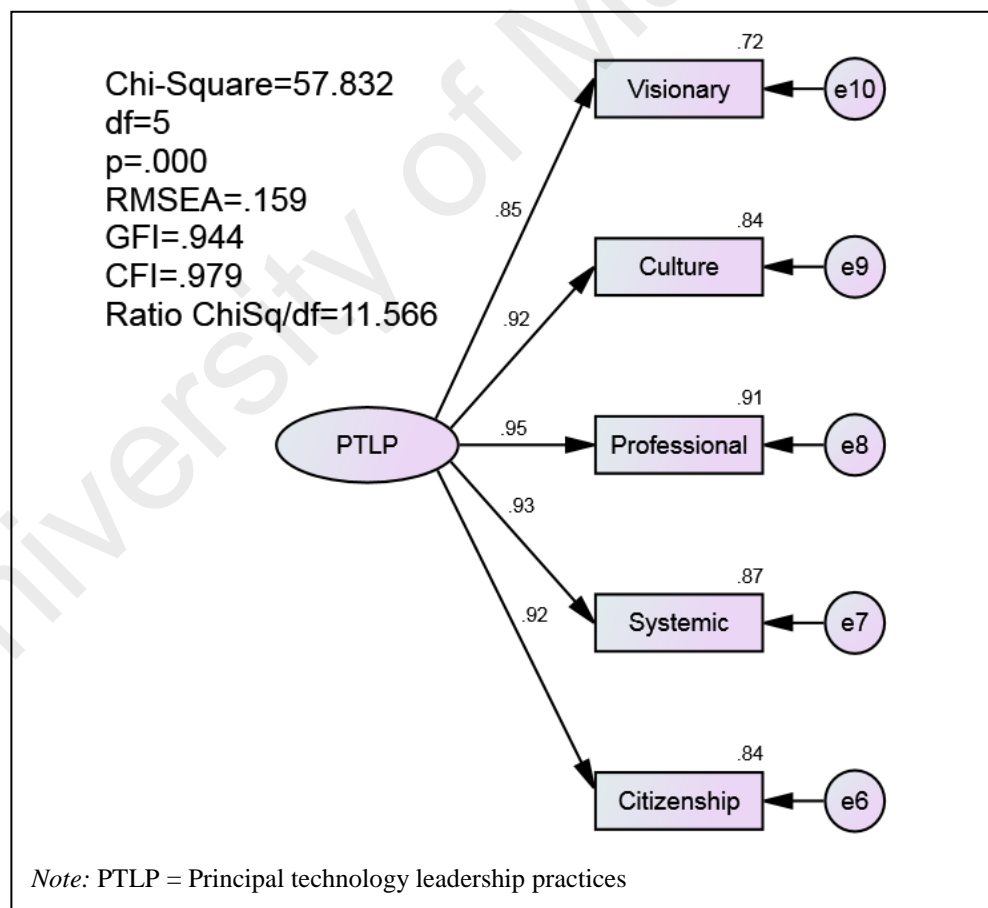 Chi-Square=57.832
df=5
p=.000
RMSEA=.159
GFI=.944
CFI=.979
Ratio ChiSq/df=11.566
.72
Visionary
e10
.85
.84
Culture
e9
.92
.91
PTLP
.95
Professional
e8
.93
.87
Systemic
e7
.92
.84
Citizenship
e6
Note: PTLP = Principal technology leadership practices